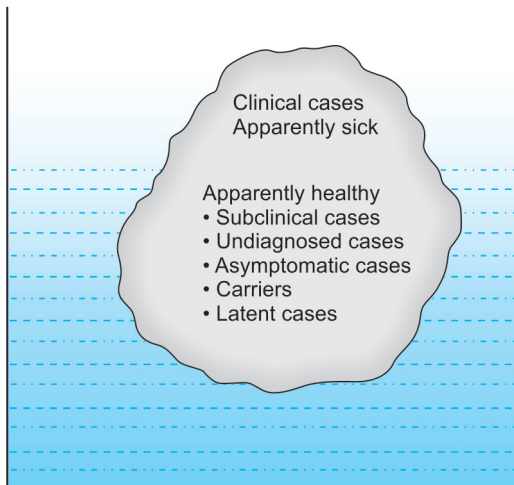 Clinical cases
Apparently sick
Apparently healthy
• Subclinical cases
• Undiagnosed cases
• Asymptomatic cases
• Carriers
• Latent cases